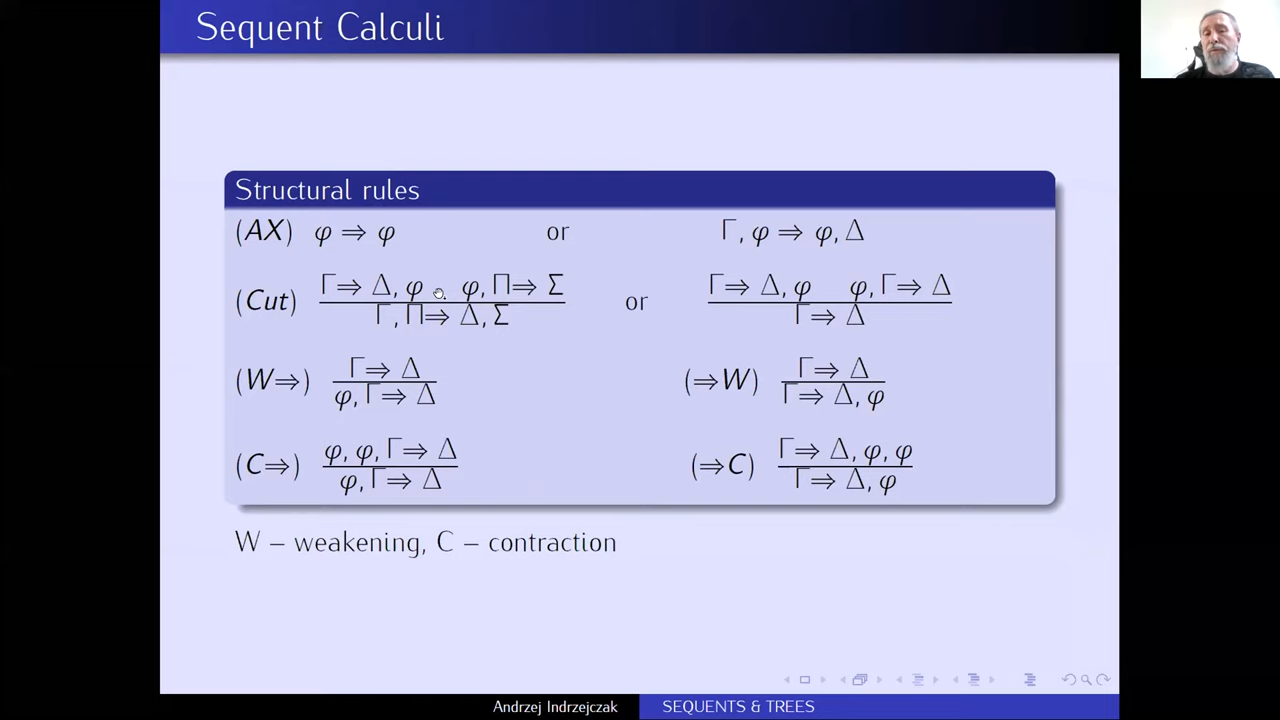 Sequent Calculi
Structural rules
(AX) φ ⇒ φ or Γ, φ ⇒ φ, Δ
Γ⇒ Δ, φ φ, Π⇒ Σ Γ⇒ Δ, φ φ, Γ⇒ Δ
(Cut) or
Γ, Π⇒ Δ, Σ Γ⇒ Δ
Γ⇒ Δ Γ⇒ Δ
(W⇒) (⇒W)
φ, Γ⇒ Δ Γ⇒ Δ, φ
φ, φ, Γ⇒ Δ Γ⇒ Δ, φ, φ
(C⇒) (⇒C)
φ, Γ⇒ Δ Γ⇒ Δ, φ
W – weakening, C – contraction
Andrzej Indrzejczak SEQUENTS & TREES